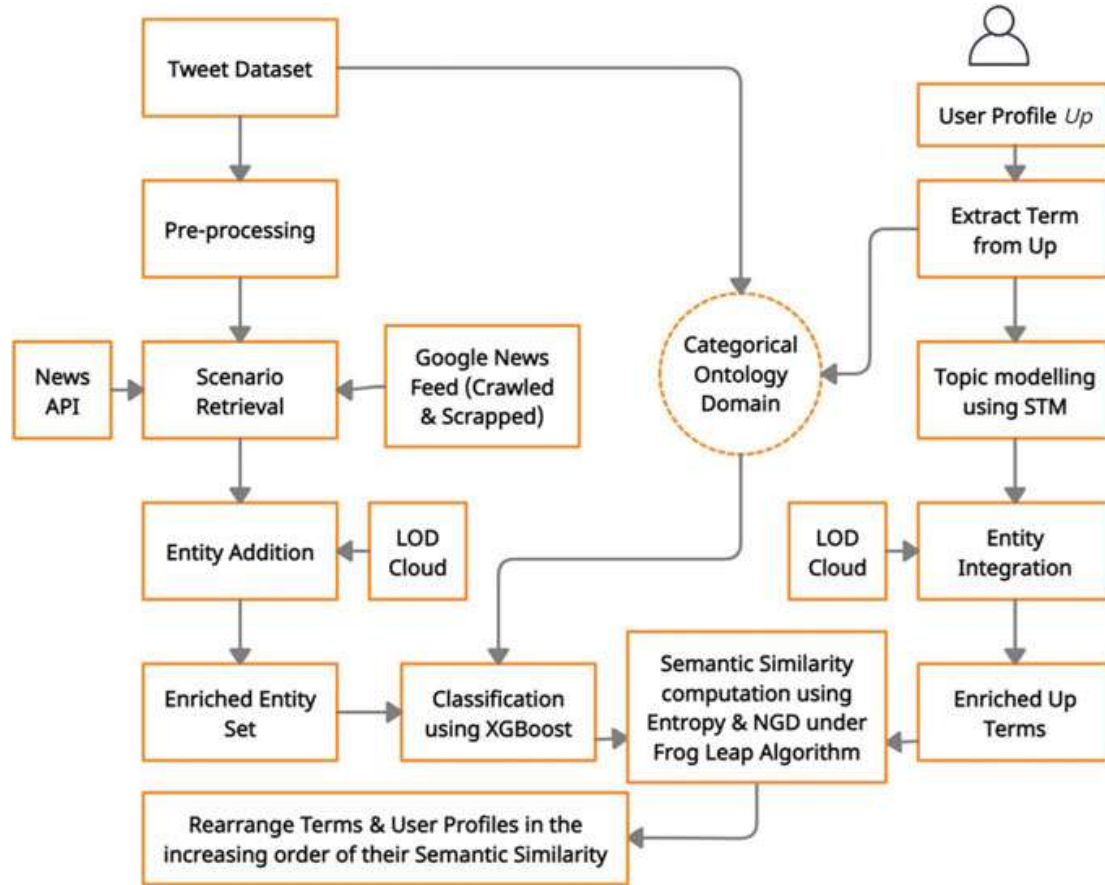 Tweet Dataset
User Profile Up
Pre-processing
Extract Term
from Up
News
API
Scenario
Retrieval
Google News
Feed (Crawled
& Scrapped)
Categorical
Ontology
Domain
Topic modelling
using STM
Entity Addition
LOD
Cloud
LOD
Cloud
Entity
Integration
Enriched Entity
Set
Classification
using XGBoost
Semantic Similarity
computation using
Entropy & NGD under
Frog Leap Algorithm
Enriched Up
Terms
Rearrange Terms & User Profiles in the
increasing order of their Semantic Similarity